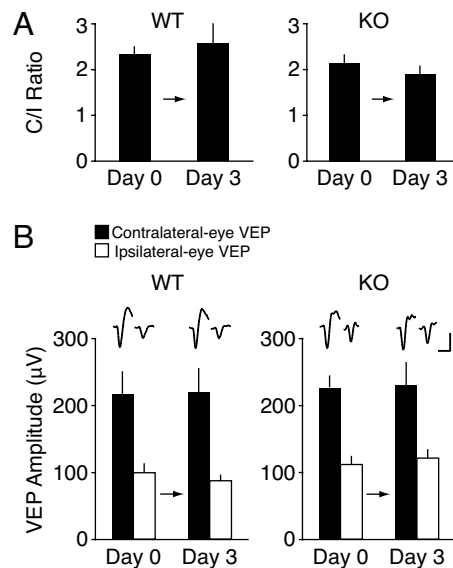 A
WT
KO
C/I Ratio
3
2
1
0
3
2
1
0
Day 0
Day 3
Day 0
Day 3
B
Contralateral-eye VEP
Ipsilateral-eye VEP
WT
KO
VEP Amplitude (µV)
300
200
100
0
300
200
100
0
Day 0
Day 3
Day 0
Day 3